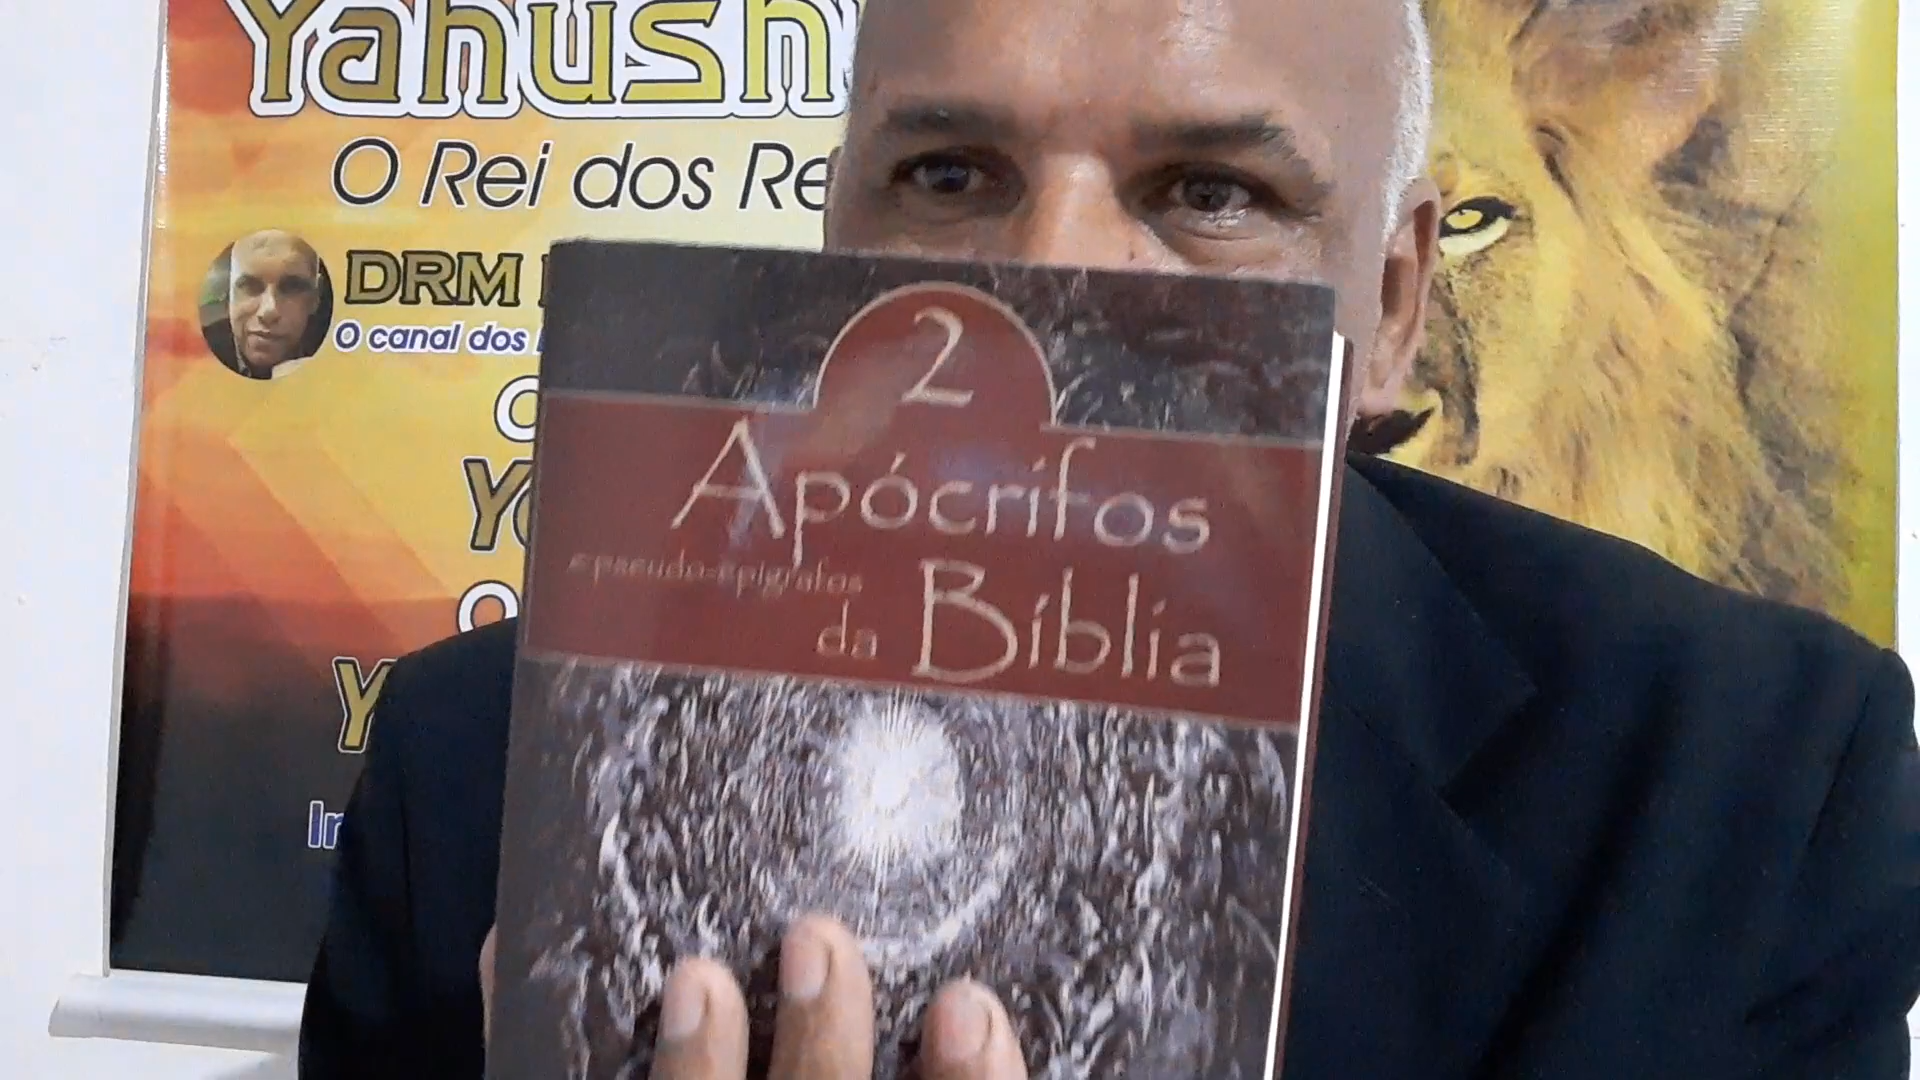 Yahush
O Rei dos Re
DRM
O canal dos
2
Apócrifos
e pseudo-epígrafos
da Bíblia